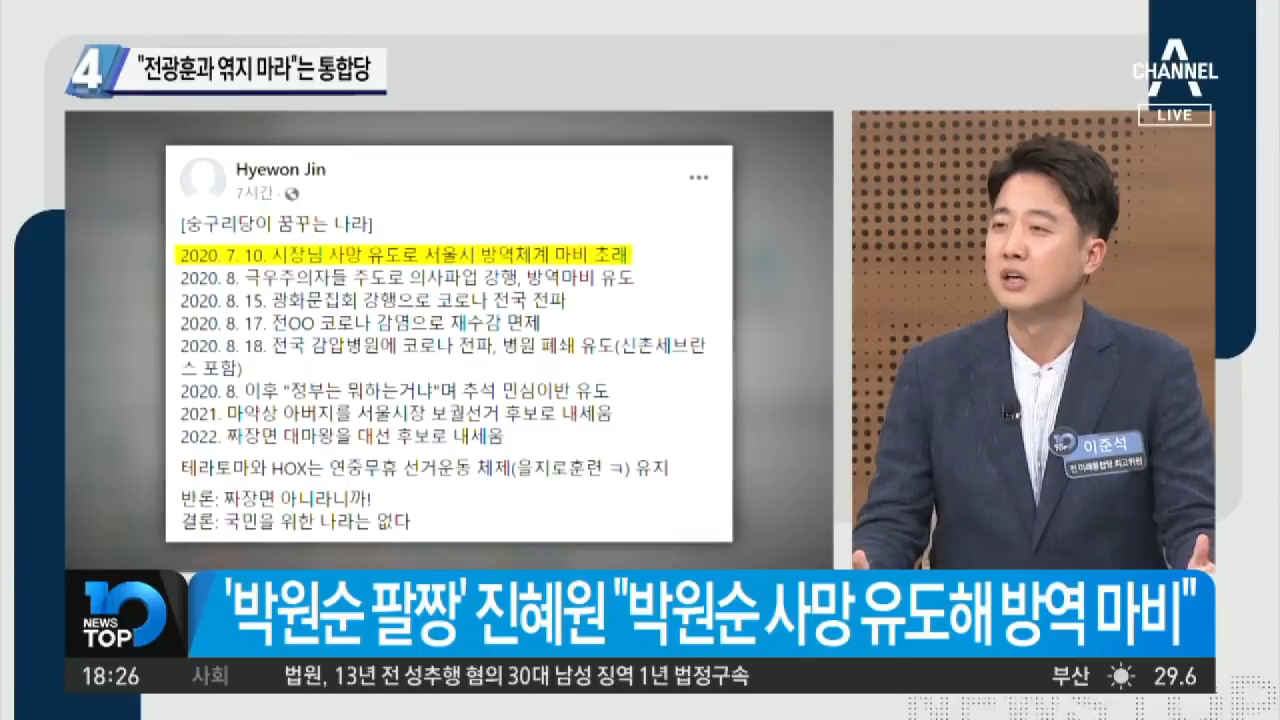 4 "전광훈과 엮지 마라"는 통합당
CHANNEL A
LIVE
Hyewon Jin
7시간 ·
[숭구리당이 꿈꾸는 나라]
2020. 7. 10. 시장님 사망 유도로 서울시 방역체계 마비 초래
2020. 8. 극우주의자들 주도로 의사파업 강행, 방역마비 유도
2020. 8. 15. 광화문집회 강행으로 코로나 전국 전파
2020. 8. 17. 전OO 코로나 감염으로 재수감 면제
2020. 8. 18. 전국 감압병원에 코로나 전파, 병원 폐쇄 유도(신촌세브란
스 포함)
2020. 8. 이후 "정부는 뭐하는거냐"며 추석 민심이반 유도
2021. 마약상 아버지를 서울시장 보궐선거 후보로 내세움
2022. 짜장면 대마왕을 대선 후보로 내세움
테라토마와 HOX는 연중무휴 선거운동 체제(을지로훈련 ㅋ) 유지
반론: 짜장면 아니라니까!
결론: 국민을 위한 나라는 없다
10 이준석
전 미래통합당 최고위원
NEWS TOP 10
'박원순 팔짱' 진혜원 "박원순 사망 유도해 방역 마비"
18:26 사회 법원, 13년 전 성추행 혐의 30대 남성 징역 1년 법정구속 부산 29.6
NEWS TOP